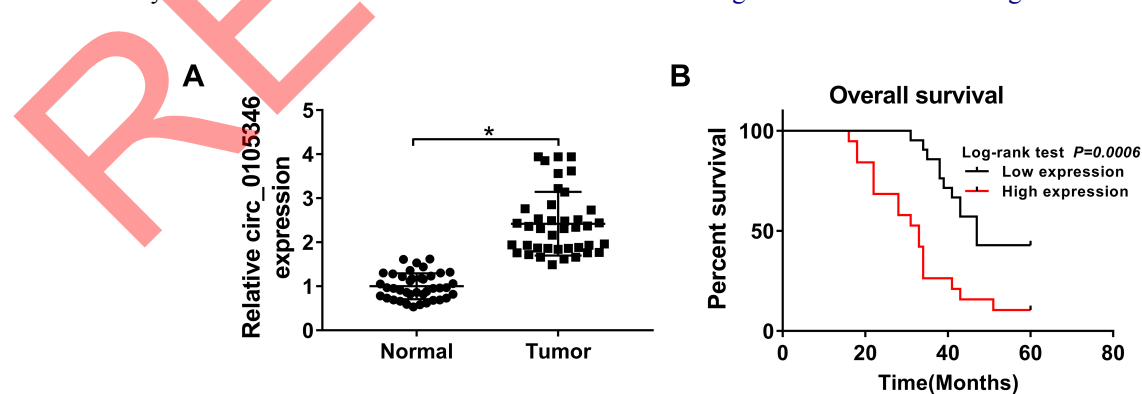 RE
A
B
Relative circ_0105346
expression
5
4
3
2
1
0
*
Normal
Tumor
Overall survival
Percent survival
100
50
0
Log-rank test P=0.0006
Low expression
High expression
0
20
40
60
80
Time(Months)